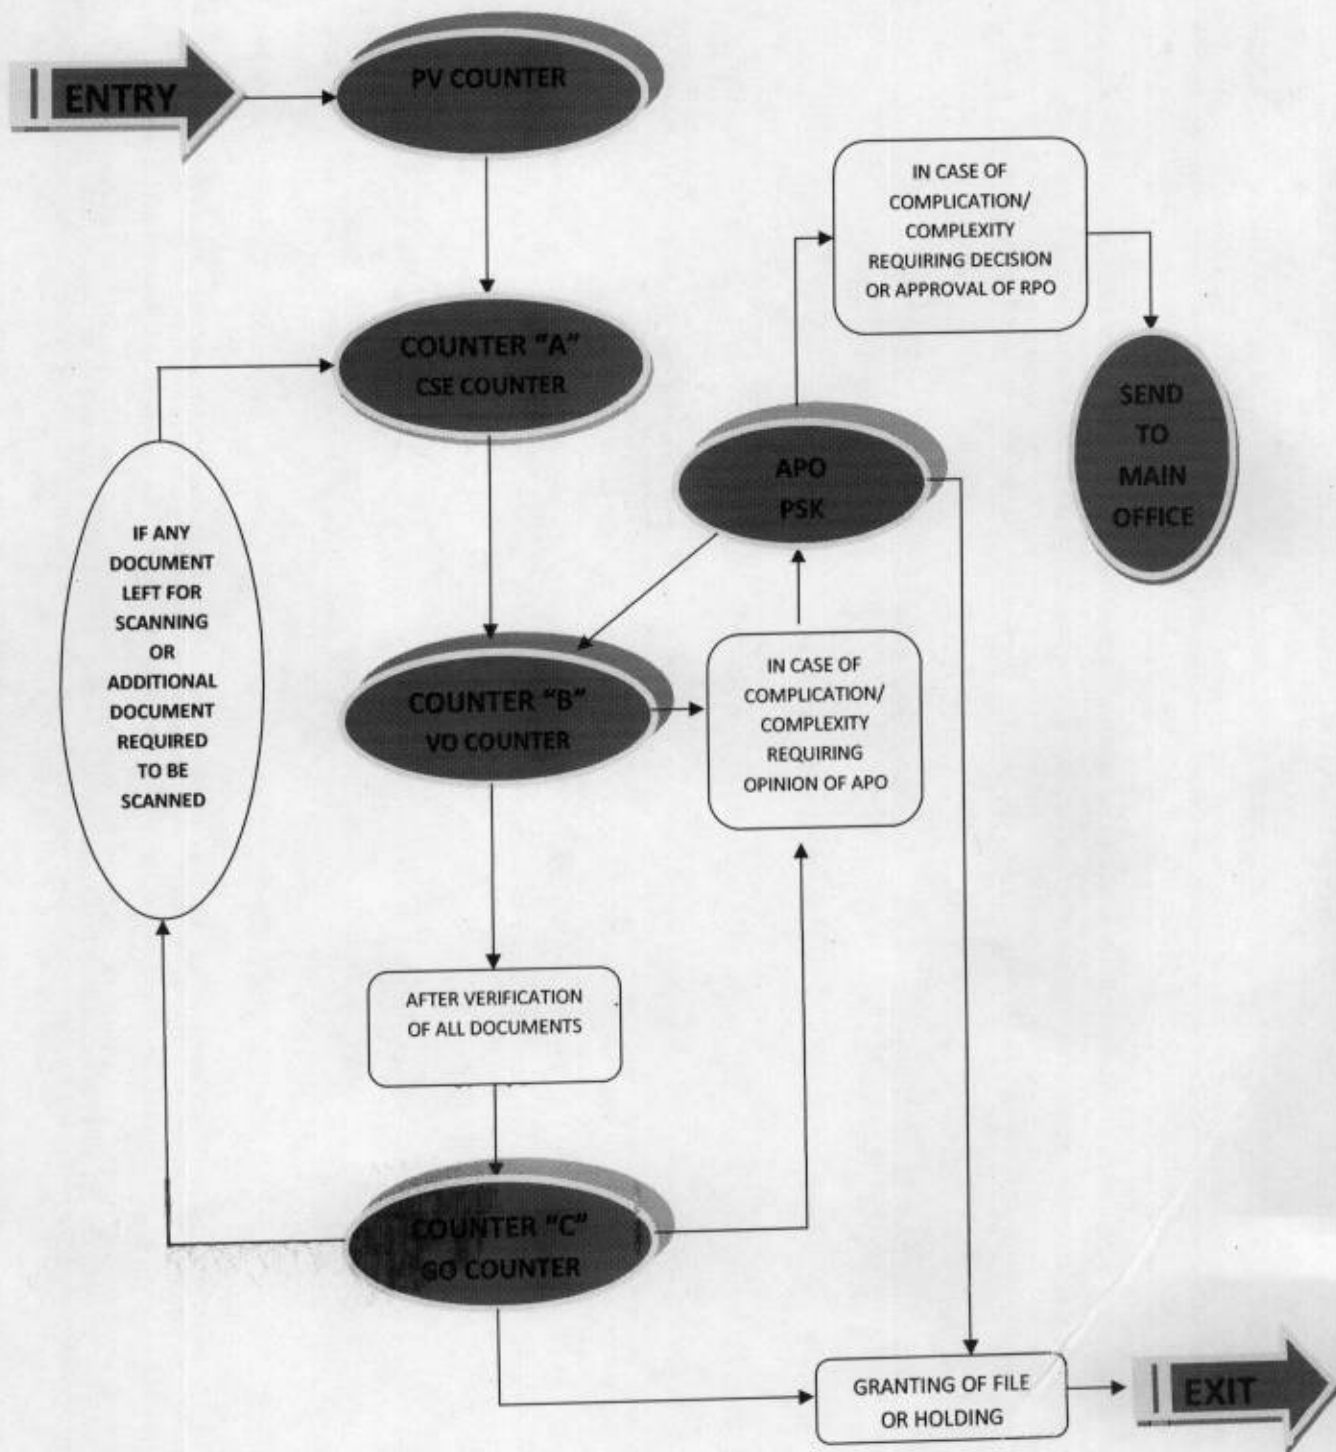 ENTRY
PV COUNTER
IN CASE OF
COMPLICATION/
COMPLEXITY
REQUIRING DECISION
OR APPROVAL OF RPO
COUNTER "A"
CSE COUNTER
SEND
TO
MAIN
OFFICE
APO
PSK
IF ANY
DOCUMENT
LEFT FOR
SCANNING
OR
ADDITIONAL
DOCUMENT
REQUIRED
TO BE
SCANNED
COUNTER "B"
VO COUNTER
IN CASE OF
COMPLICATION/
COMPLEXITY
REQUIRING
OPINION OF APO
AFTER VERIFICATION
OF ALL DOCUMENTS
COUNTER "C"
GO COUNTER
GRANTING OF FILE
OR HOLDING
EXIT